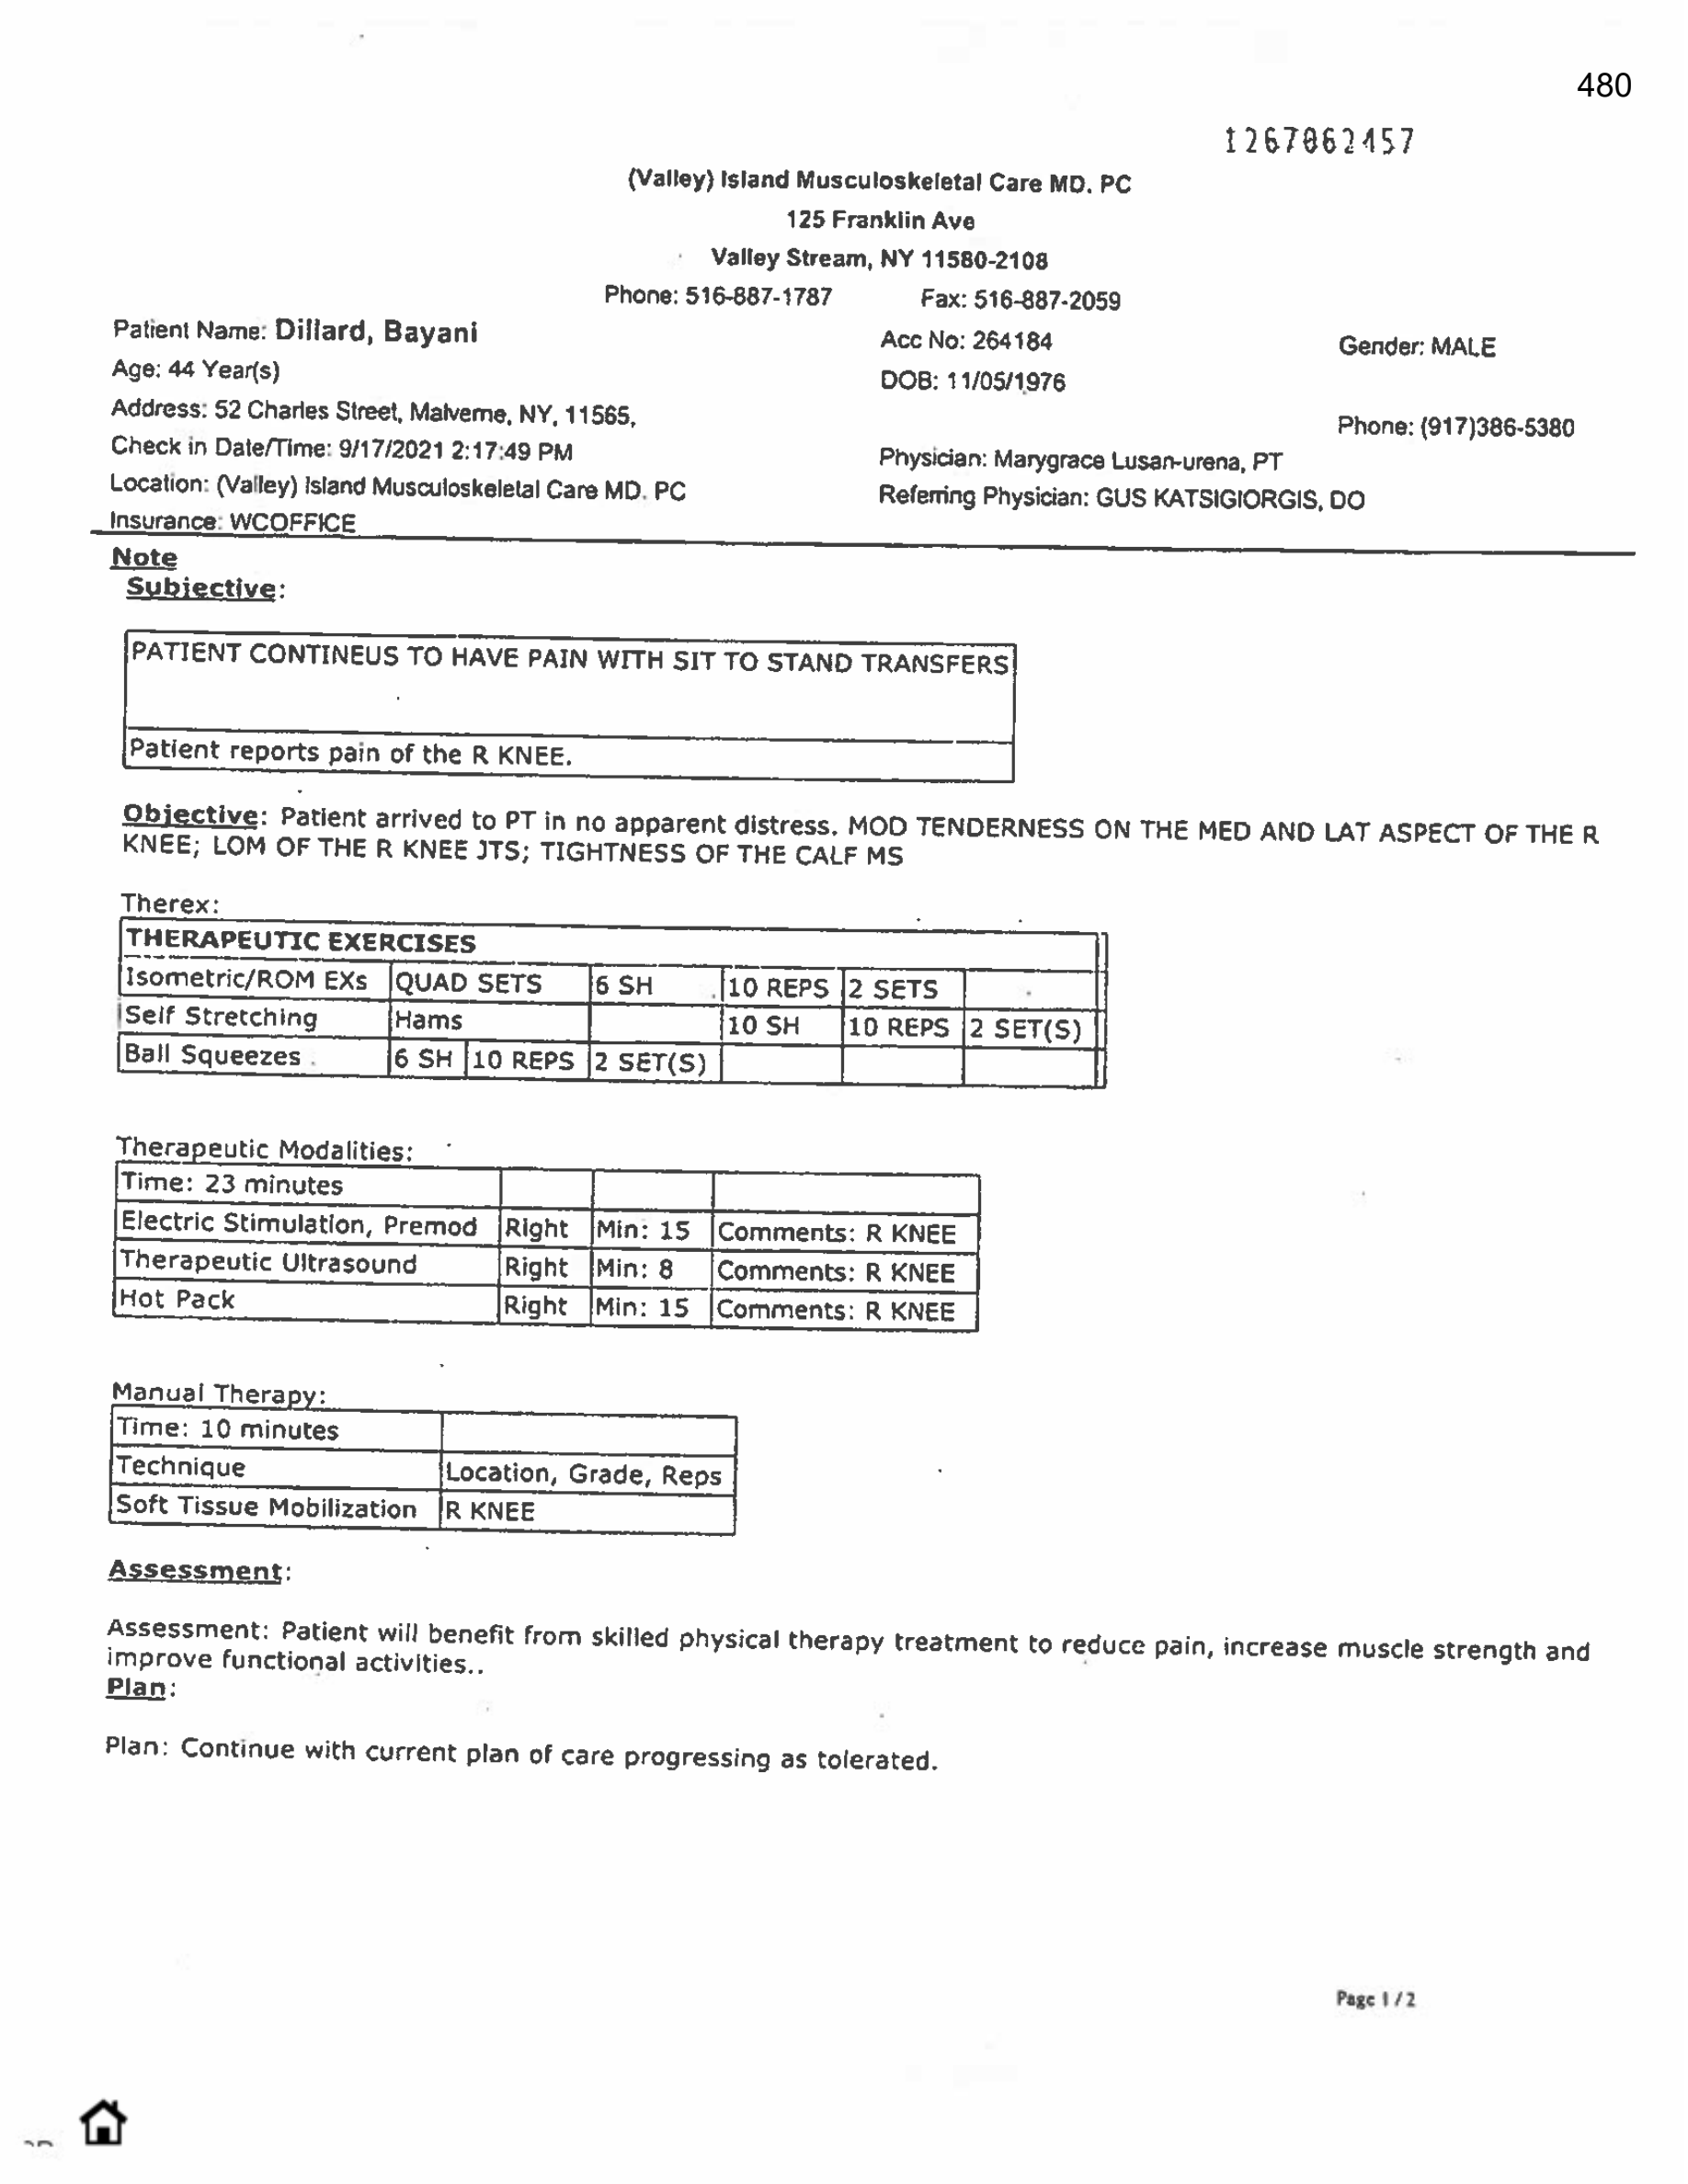 480
1267062457
(Valley) Island Musculoskeletal Care MD. PC
125 Franklin Ave
Valley Stream, NY 11580-2108
Phone: 516-887-1787 Fax: 516-887-2059
Patient Name: Dillard, Bayani Acc No: 264184 Gender: MALE
Age: 44 Year(s) DOB: 11/05/1976
Address: 52 Charles Street, Malverne, NY, 11565, Phone: (917)386-5380
Check in Date/Time: 9/17/2021 2:17:49 PM Physician: Marygrace Lusan-urena, PT
Location: (Valley) Island Musculoskeletal Care MD. PC Referring Physician: GUS KATSIGIORGIS, DO
Insurance: WCOFFICE
Note
Subjective:
PATIENT CONTINEUS TO HAVE PAIN WITH SIT TO STAND TRANSFERS
Patient reports pain of the R KNEE.
Objective: Patient arrived to PT in no apparent distress. MOD TENDERNESS ON THE MED AND LAT ASPECT OF THE R
KNEE; LOM OF THE R KNEE JTS; TIGHTNESS OF THE CALF MS
Therex:
THERAPEUTIC EXERCISES
Isometric/ROM EXs QUAD SETS 6 SH 10 REPS 2 SETS
Self Stretching Hams 10 SH 10 REPS 2 SET(S)
Ball Squeezes 6 SH 10 REPS 2 SET(S)
Therapeutic Modalities:
Time: 23 minutes
Electric Stimulation, Premod Right Min: 15 Comments: R KNEE
Therapeutic Ultrasound Right Min: 8 Comments: R KNEE
Hot Pack Right Min: 15 Comments: R KNEE
Manual Therapy:
Time: 10 minutes
Technique Location, Grade, Reps
Soft Tissue Mobilization R KNEE
Assessment:
Assessment: Patient will benefit from skilled physical therapy treatment to reduce pain, increase muscle strength and
improve functional activities..
Plan:
Plan: Continue with current plan of care progressing as tolerated.
Page 1 / 2